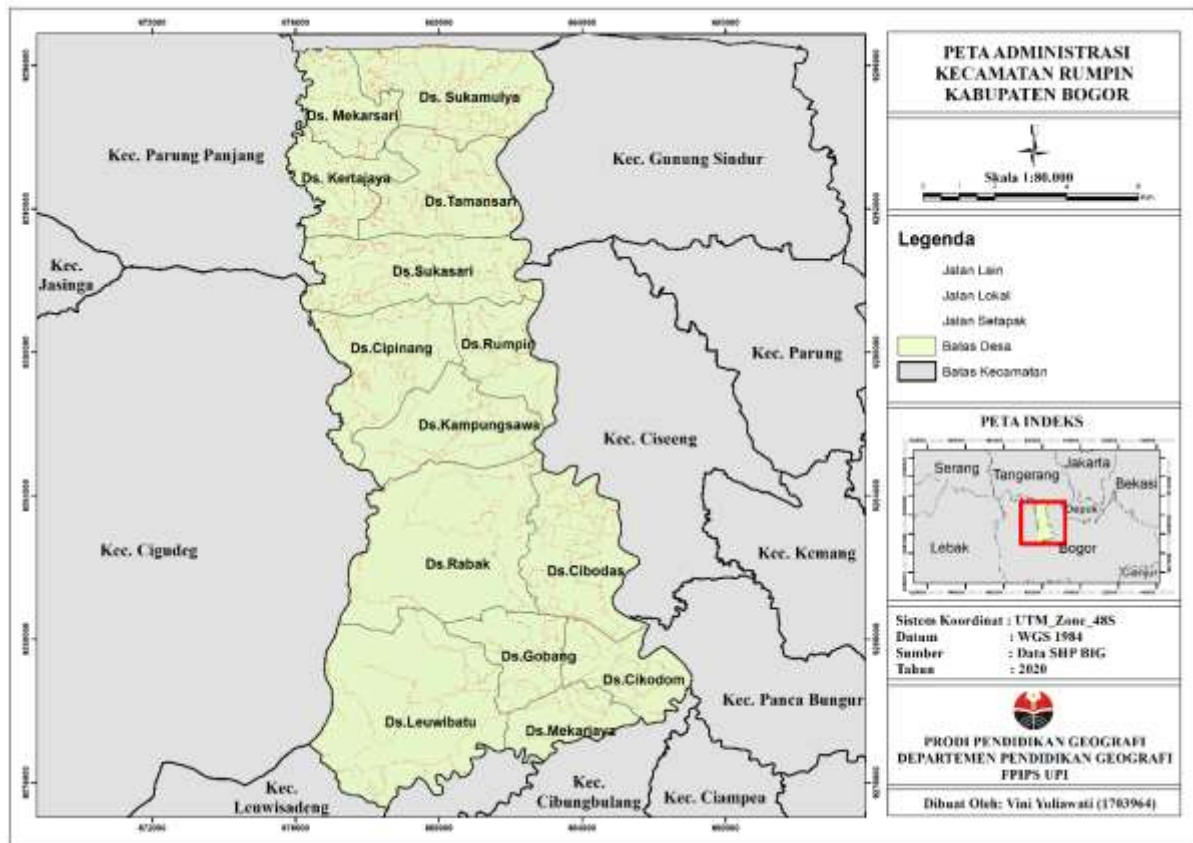 PETA ADMINISTRASI
KECAMATAN RUMPIN
KABUPATEN BOGOR
Skala 1:80.000
Legenda
Jalan Lain
Jalan Lokal
Jalan Setapak
Batas Desa
Batas Kecamatan
PETA INDEKS
Serang
Tangerang
Jakarta
Bekasi
Depok
Lebak
Bogor
Cianjur
Sistem Koordinat : UTM_Zone_48S
Datum : WGS 1984
Sumber : Data SHP BIG
Tahun : 2020
PRODI PENDIDIKAN GEOGRAFI
DEPARTEMEN PENDIDIKAN GEOGRAFI
FPIPS UPI
Dibuat Oleh: Vini Yuliawati (1703964)
Ds. Sukamulya
Ds. Mekarsari
Kec. Parung Panjang
Kec. Gunung Sindur
Ds. Kertajaya
Ds.Tamansari
Kec.
Jasinga
Ds.Sukasari
Ds.Cipinang
Ds.Rumpin
Kec. Parung
Ds.Kampungsawa
Kec. Ciseeng
Kec. Cigudeg
Ds.Rabak
Ds.Cibodas
Kec. Kemang
Ds.Gobang
Ds.Cikodom
Kec. Panca Bungur
Ds.Leuwibatu
Ds.Mekarjaya
Kec.
Leuwisadeng
Kec.
Cibungbulang
Kec. Ciampea